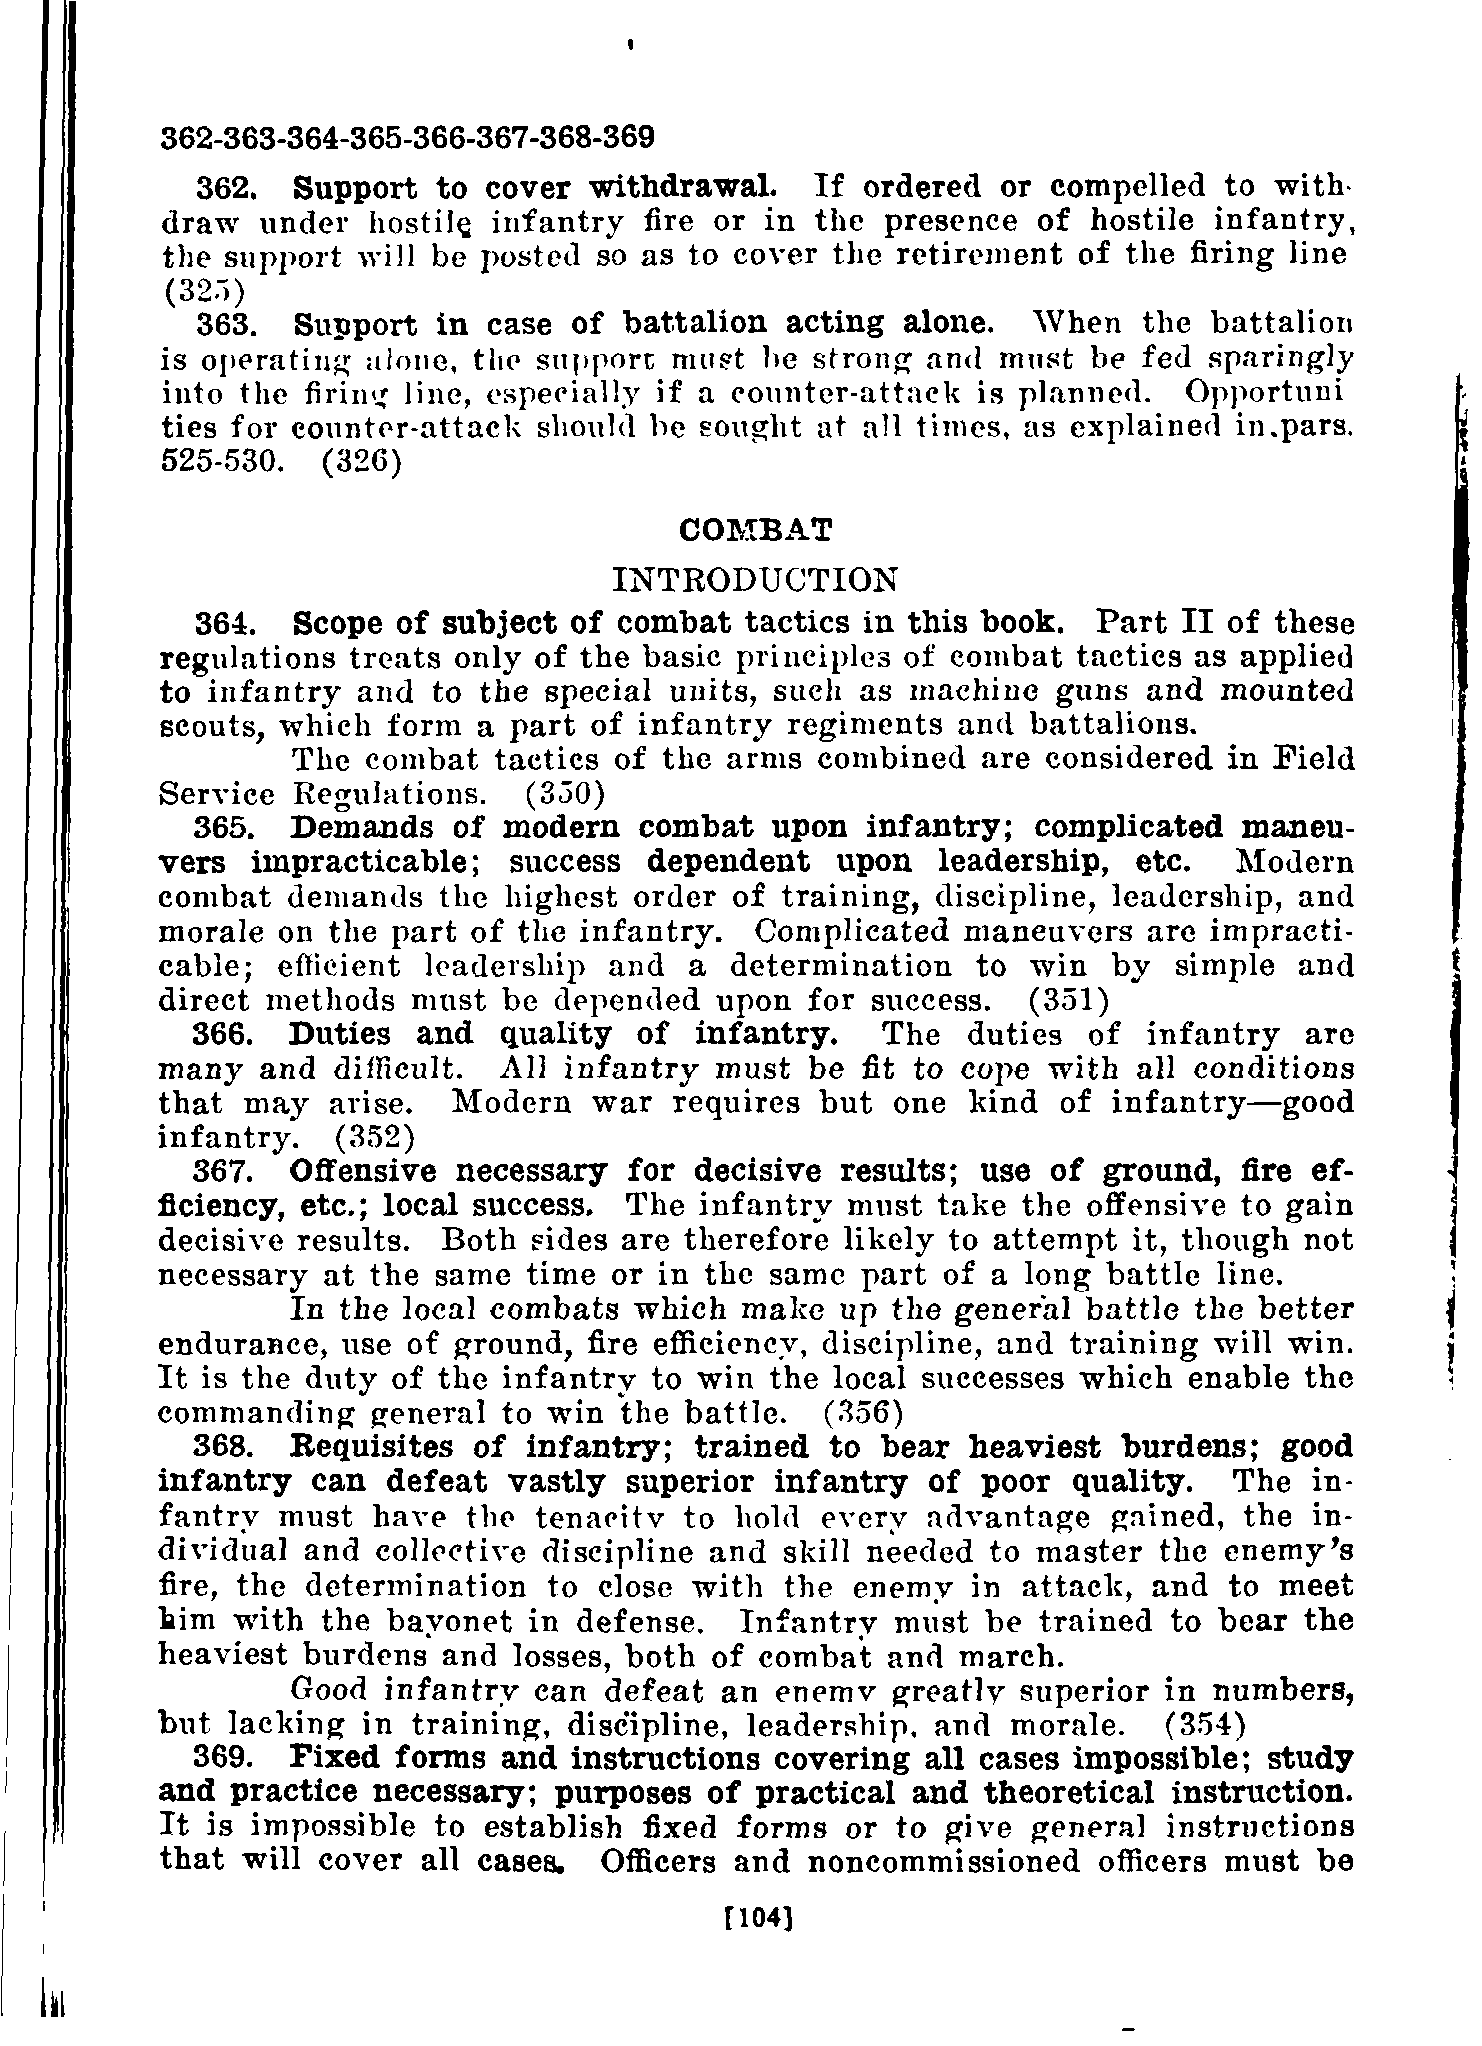 362-363-364-365-366-367-368-369
362. Support to cover withdrawal. If ordered or compelled to with-
draw under hostile infantry fire or in the presence of hostile infantry,
the support will be posted so as to cover the retirement of the firing line
(325)
363. Support in case of battalion acting alone. When the battalion
is operating alone, the support must be strong and must be fed sparingly
into the firing line, especially if a counter-attack is planned. Opportuni
ties for counter-attack should be sought at all times, as explained in.pars.
525-530. (326)
COMBAT
INTRODUCTION
364. Scope of subject of combat tactics in this book. Part II of these
regulations treats only of the basic principles of combat tactics as applied
to infantry and to the special units, such as machine guns and mounted
scouts, which form a part of infantry regiments and battalions.
The combat tactics of the arms combined are considered in Field
Service Regulations. (350)
365. Demands of modern combat upon infantry; complicated maneu-
vers impracticable; success dependent upon leadership, etc. Modern
combat demands the highest order of training, discipline, leadership, and
morale on the part of the infantry. Complicated maneuvers are impracti-
cable; efficient leadership and a determination to win by simple and
direct methods must be depended upon for success. (351)
366. Duties and quality of infantry. The duties of infantry are
many and difficult. All infantry must be fit to cope with all conditions
that may arise. Modern war requires but one kind of infantry—good
infantry. (352)
367. Offensive necessary for decisive results; use of ground, fire ef-
ficiency, etc.; local success. The infantry must take the offensive to gain
decisive results. Both sides are therefore likely to attempt it, though not
necessary at the same time or in the same part of a long battle line.
In the local combats which make up the general battle the better
endurance, use of ground, fire efficiency, discipline, and training will win.
It is the duty of the infantry to win the local successes which enable the
commanding general to win the battle. (356)
368. Requisites of infantry; trained to bear heaviest burdens; good
infantry can defeat vastly superior infantry of poor quality. The in-
fantry must have the tenacity to hold every advantage gained, the in-
dividual and collective discipline and skill needed to master the enemy's
fire, the determination to close with the enemy in attack, and to meet
him with the bayonet in defense. Infantry must be trained to bear the
heaviest burdens and losses, both of combat and march.
Good infantry can defeat an enemy greatly superior in numbers,
but lacking in training, discipline, leadership, and morale. (354)
369. Fixed forms and instructions covering all cases impossible; study
and practice necessary; purposes of practical and theoretical instruction.
It is impossible to establish fixed forms or to give general instructions
that will cover all cases. Officers and noncommissioned officers must be
[104]